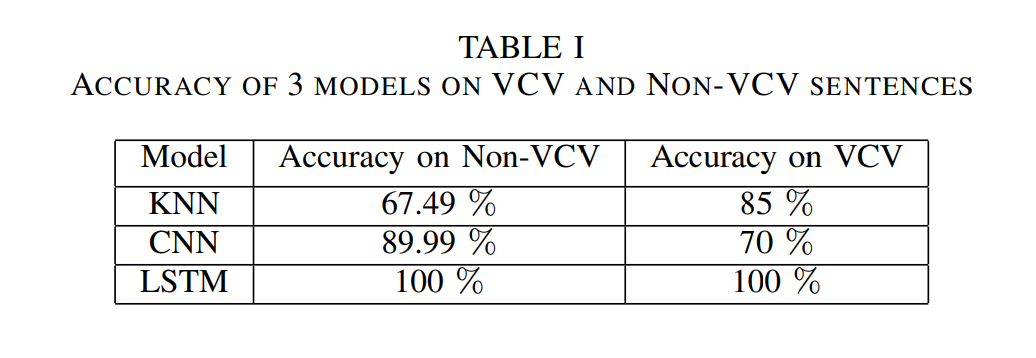 TABLE I
ACCURACY OF 3 MODELS ON VCV AND NON-VCV SENTENCES
Model Accuracy on Non-VCV Accuracy on VCV
KNN 67.49 % 85 %
CNN 89.99 % 70 %
LSTM 100 % 100 %